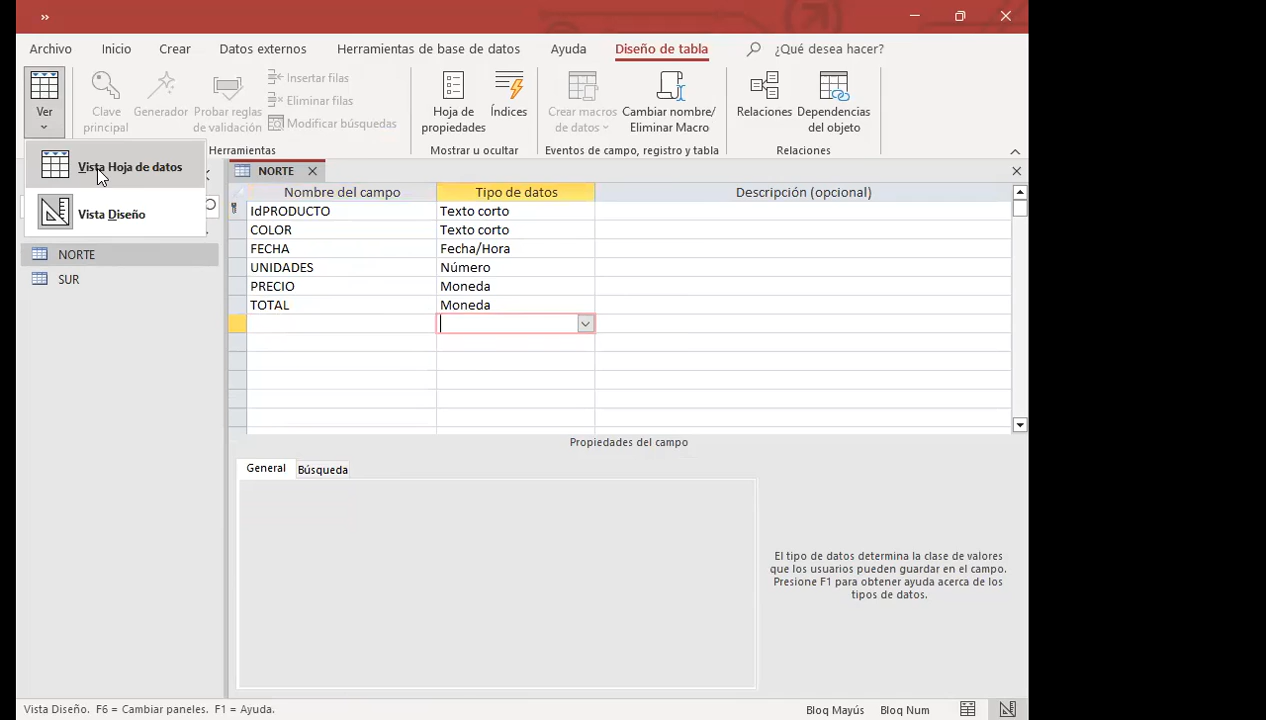 »
Archivo Inicio Crear Datos externos Herramientas de base de datos Ayuda Diseño de tabla ¿Qué desea hacer?
Ver
Clave principal
Generador
Probar reglas de validación
Insertar filas
Eliminar filas
Modificar búsquedas
Hoja de propiedades
Índices
Crear macros de datos
Cambiar nombre/ Eliminar Macro
Relaciones
Dependencias del objeto
Herramientas
Mostrar u ocultar
Eventos de campo, registro y tabla
Relaciones
Vista Hoja de datos
Vista Diseño
NORTE
SUR
NORTE
Nombre del campo Tipo de datos Descripción (opcional)
IdPRODUCTO Texto corto
COLOR Texto corto
FECHA Fecha/Hora
UNIDADES Número
PRECIO Moneda
TOTAL Moneda
Propiedades del campo
General Búsqueda
El tipo de datos determina la clase de valores
que los usuarios pueden guardar en el campo.
Presione F1 para obtener ayuda acerca de los
tipos de datos.
Vista Diseño. F6 = Cambiar paneles. F1 = Ayuda. Bloq Mayús Bloq Num